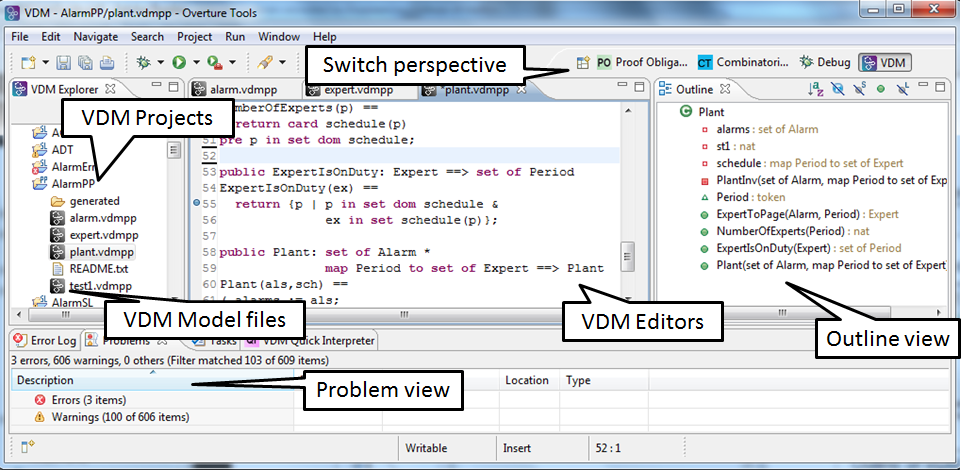 VDM - AlarmPP/plant.vdmpp - Overture Tools
File Edit Navigate Search Project Run Window Help
Switch perspective
PO Proof Obliga... CT Combinatori... Debug VDM
VDM Explorer
VDM Projects
ADT
AlarmErr
AlarmPP
generated
alarm.vdmpp
expert.vdmpp
plant.vdmpp
README.txt
test1.vdmpp
AlarmSL
VDM Model files
alarm.vdmpp expert.vdmpp *plant.vdmpp
umberOfExperts(p) ==
return card schedule(p)
51 pre p in set dom schedule;
52
53 public ExpertIsOnDuty: Expert ==> set of Period
54 ExpertIsOnDuty(ex) ==
55 return {p | p in set dom schedule &
56 ex in set schedule(p)};
57
58 public Plant: set of Alarm *
59 map Period to set of Expert ==> Plant
60 Plant(als,sch) ==
61 ( alarms := als;
VDM Editors
Outline
Plant
alarms : set of Alarm
st1 : nat
schedule : map Period to set of Expert
PlantInv(set of Alarm, map Period to set of Exp
Period : token
ExpertToPage(Alarm, Period) : Expert
NumberOfExperts(Period) : nat
ExpertIsOnDuty(Expert) : set of Period
Plant(set of Alarm, map Period to set of Expert
Outline view
Error Log Problems Tasks VDM Quick Interpreter
3 errors, 606 warnings, 0 others (Filter matched 103 of 609 items)
Description Location Type
Problem view
Errors (3 items)
Warnings (100 of 606 items)
Writable Insert 52 : 1